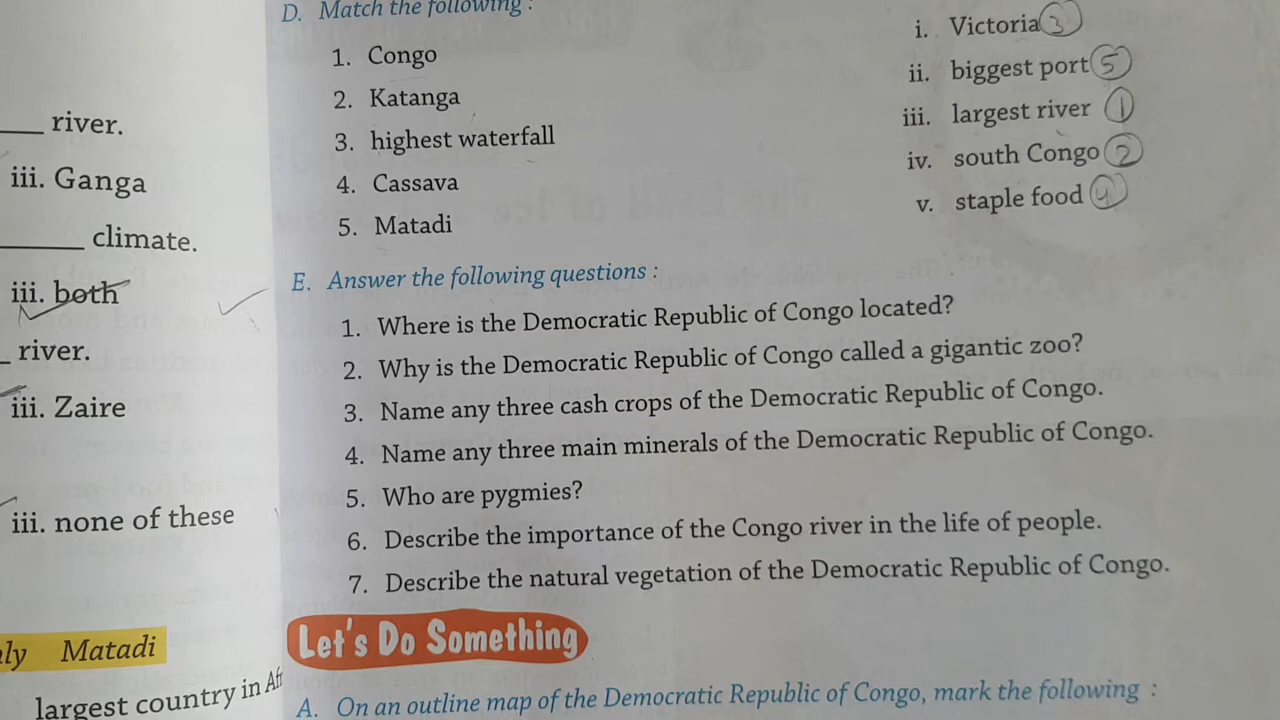 ___ river.
iii. Ganga
______ climate.
iii. both
_ river.
iii. Zaire
iii. none of these
Matadi
largest country in Afr
D. Match the following :
1. Congo
2. Katanga
3. highest waterfall
4. Cassava
5. Matadi
i. Victoria 3
ii. biggest port 5
iii. largest river 1
iv. south Congo 2
v. staple food 4
E. Answer the following questions :
1. Where is the Democratic Republic of Congo located?
2. Why is the Democratic Republic of Congo called a gigantic zoo?
3. Name any three cash crops of the Democratic Republic of Congo.
4. Name any three main minerals of the Democratic Republic of Congo.
5. Who are pygmies?
6. Describe the importance of the Congo river in the life of people.
7. Describe the natural vegetation of the Democratic Republic of Congo.
Let's Do Something
A. On an outline map of the Democratic Republic of Congo, mark the following :